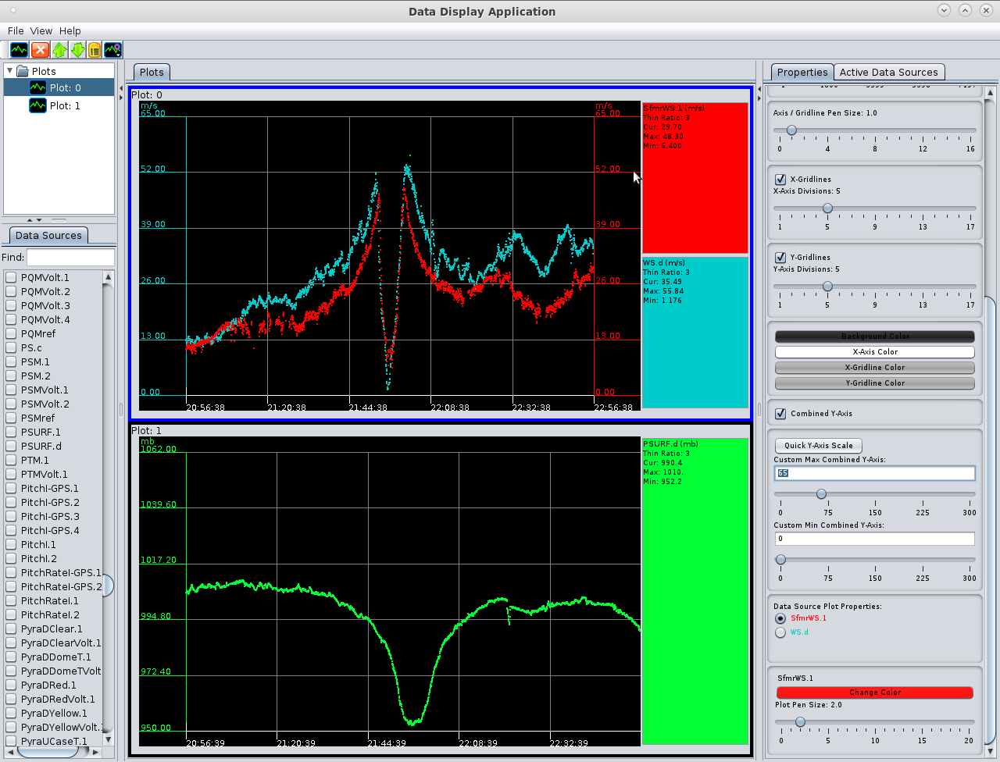 Data Display Application
File View Help
Plots
Plot: 0
Plot: 1
Data Sources
Find:
PQMVolt.1
PQMVolt.2
PQMVolt.3
PQMVolt.4
PQMref
PS.c
PSM.1
PSM.2
PSMVolt.1
PSMVolt.2
PSMref
PSURF.1
PSURF.d
PTM.1
PTMVolt.1
PitchI-GPS.1
PitchI-GPS.2
PitchI-GPS.3
PitchI-GPS.4
PitchI.1
PitchI.2
PitchRateI-GPS.1
PitchRateI-GPS.2
PitchRateI.1
PitchRateI.2
PyraDClear.1
PyraDClearVolt.1
PyraDDomeT.1
PyraDDomeTVolt
PyraDRed.1
PyraDRedVolt.1
PyraDYellow.1
PyraDYellowVolt.
PyraUCaseT.1
Plots
Plot: 0
m/s
65.00
52.00
39.00
26.00
13.00
0.00
20:56:38 21:20:38 21:44:38 22:08:38 22:32:38 22:56:38
m/s
65.00
52.00
39.00
26.00
13.00
0.00
SfmrWS.1 (m/s)
Thin Ratio: 3
Cur: 29.70
Max: 48.30
Min: 6.400
WS.d (m/s)
Thin Ratio: 3
Cur: 35.49
Max: 55.84
Min: 1.176
Plot: 1
mb
1062.00
1039.60
1017.20
994.80
972.40
950.00
20:56:39 21:20:39 21:44:39 22:08:39 22:32:39
PSURF.d (mb)
Thin Ratio: 3
Cur: 990.4
Max: 1010.
Min: 952.2
Properties Active Data Sources
Axis / Gridline Pen Size: 1.0
0 4 8 12 16
X-Gridlines
X-Axis Divisions: 5
1 5 9 13 17
Y-Gridlines
Y-Axis Divisions: 5
1 5 9 13 17
Background Color
X-Axis Color
X-Gridline Color
Y-Gridline Color
Combined Y-Axis
Quick Y-Axis Scale
Custom Max Combined Y-Axis:
65
0 75 150 225 300
Custom Min Combined Y-Axis:
0
0 75 150 225 300
Data Source Plot Properties:
SfmrWS.1
WS.d
SfmrWS.1
Change Color
Plot Pen Size: 2.0
0 5 10 15 20